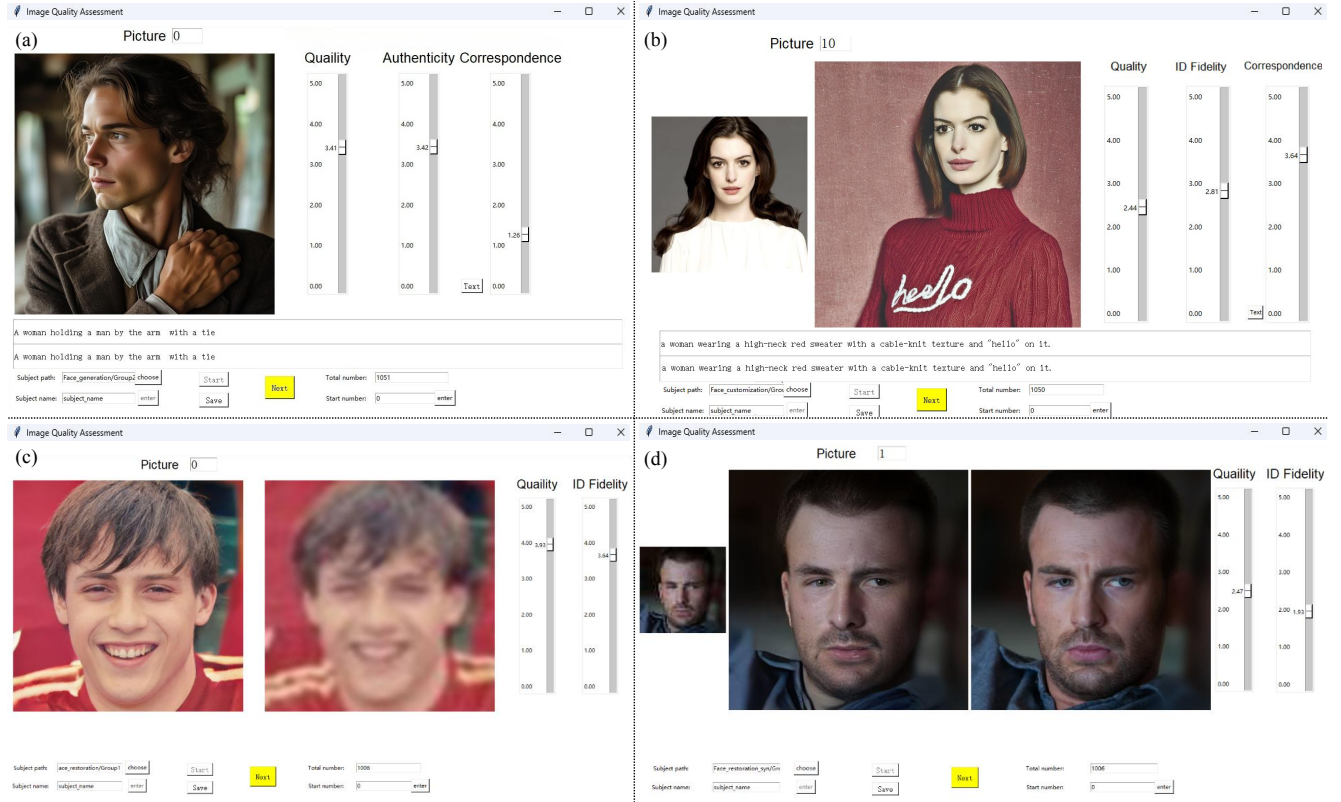 Image Quality Assessment
(a)
Picture 0
Quaility Authenticity Correspondence
5.00 5.00 5.00
4.00 4.00 4.00
3.41 3.42
3.00 3.00 3.00
2.00 2.00 2.00
1.00 1.00 1.26 1.00
0.00 0.00 Text 0.00
A woman holding a man by the arm  with a tie
A woman holding a man by the arm  with a tie
Subject path: Face_generation/Group2 choose Start Next Total number: 1051
Subject name: subject_name enter Save Start number: 0 enter
Image Quality Assessment
(b)
Picture 10
Quality ID Fidelity Correspondence
5.00 5.00 5.00
4.00 4.00 4.00
3.64
3.00 3.00 3.00
2.44 2.81
2.00 2.00 2.00
1.00 1.00 1.00
0.00 0.00 Text 0.00
heelo
a woman wearing a high-neck red sweater with a cable-knit texture and "hello" on it.
a woman wearing a high-neck red sweater with a cable-knit texture and "hello" on it.
Subject path: Face_customization/Grou choose Start Next Total number: 1050
Subject name: subject_name enter Save Start number: 0 enter
Image Quality Assessment
(c)
Picture 0
Quaility ID Fidelity
5.00 5.00
4.00 3.93 4.00
3.64
3.00 3.00
2.00 2.00
1.00 1.00
0.00 0.00
Subject path: ace_restoration/Group1 choose Start Next Total number: 1006
Subject name: subject_name enter Save Start number: 0 enter
Image Quality Assessment
(d)
Picture 1
Quaility ID Fidelity
5.00 5.00
4.00 4.00
3.00 3.00
2.47
2.00 2.00 1.93
1.00 1.00
0.00 0.00
Subject path: Face_restoration_syn/Gro choose Start Next Total number: 1006
Subject name: subject_name enter Save Start number: 0 enter